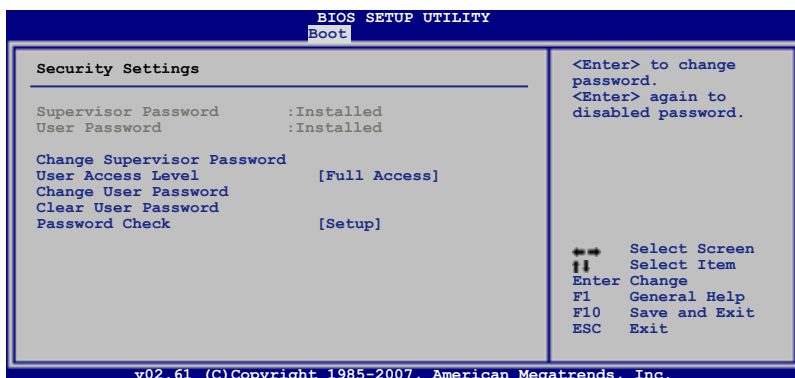 BIOS SETUP UTILITY
Boot
Security Settings
Supervisor Password :Installed
User Password :Installed
Change Supervisor Password
User Access Level [Full Access]
Change User Password
Clear User Password
Password Check [Setup]
<Enter> to change
password.
<Enter> again to
disabled password.
←→ Select Screen
↑↓ Select Item
Enter Change
F1 General Help
F10 Save and Exit
ESC Exit
v02.61 (C)Copyright 1985-2007, American Megatrends, Inc.